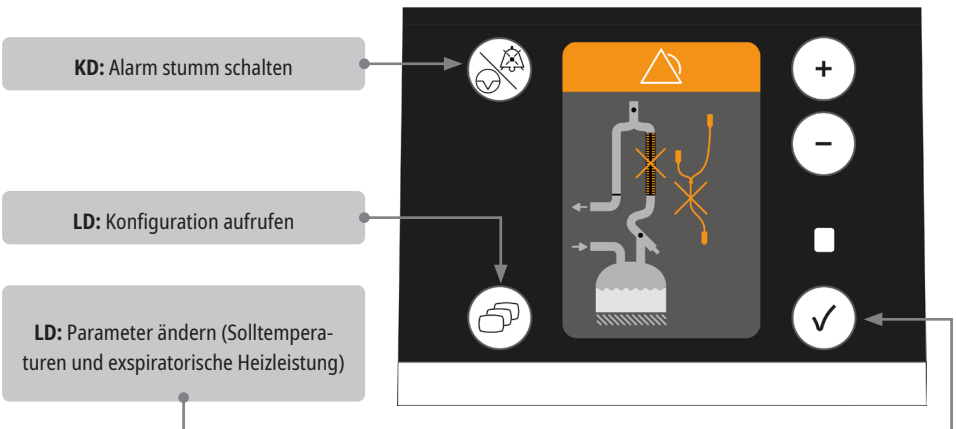 KD: Alarm stumm schalten
LD: Konfiguration aufrufen
LD: Parameter ändern (Solltempera-
turen und exspiratorische Heizleistung)
+
−